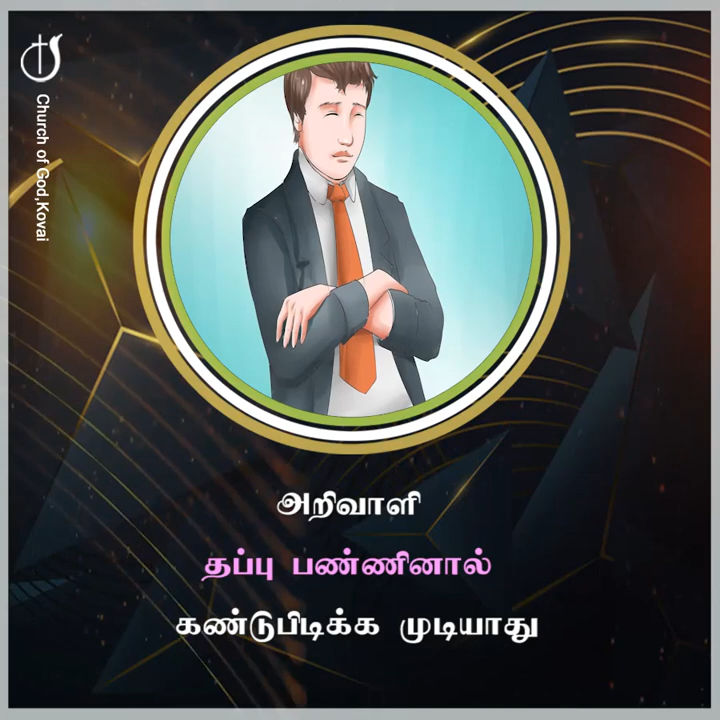 Church of God,Kovai
அறிவாளி
தப்பு பண்ணினால்
கண்டுபிடிக்க முடியாது